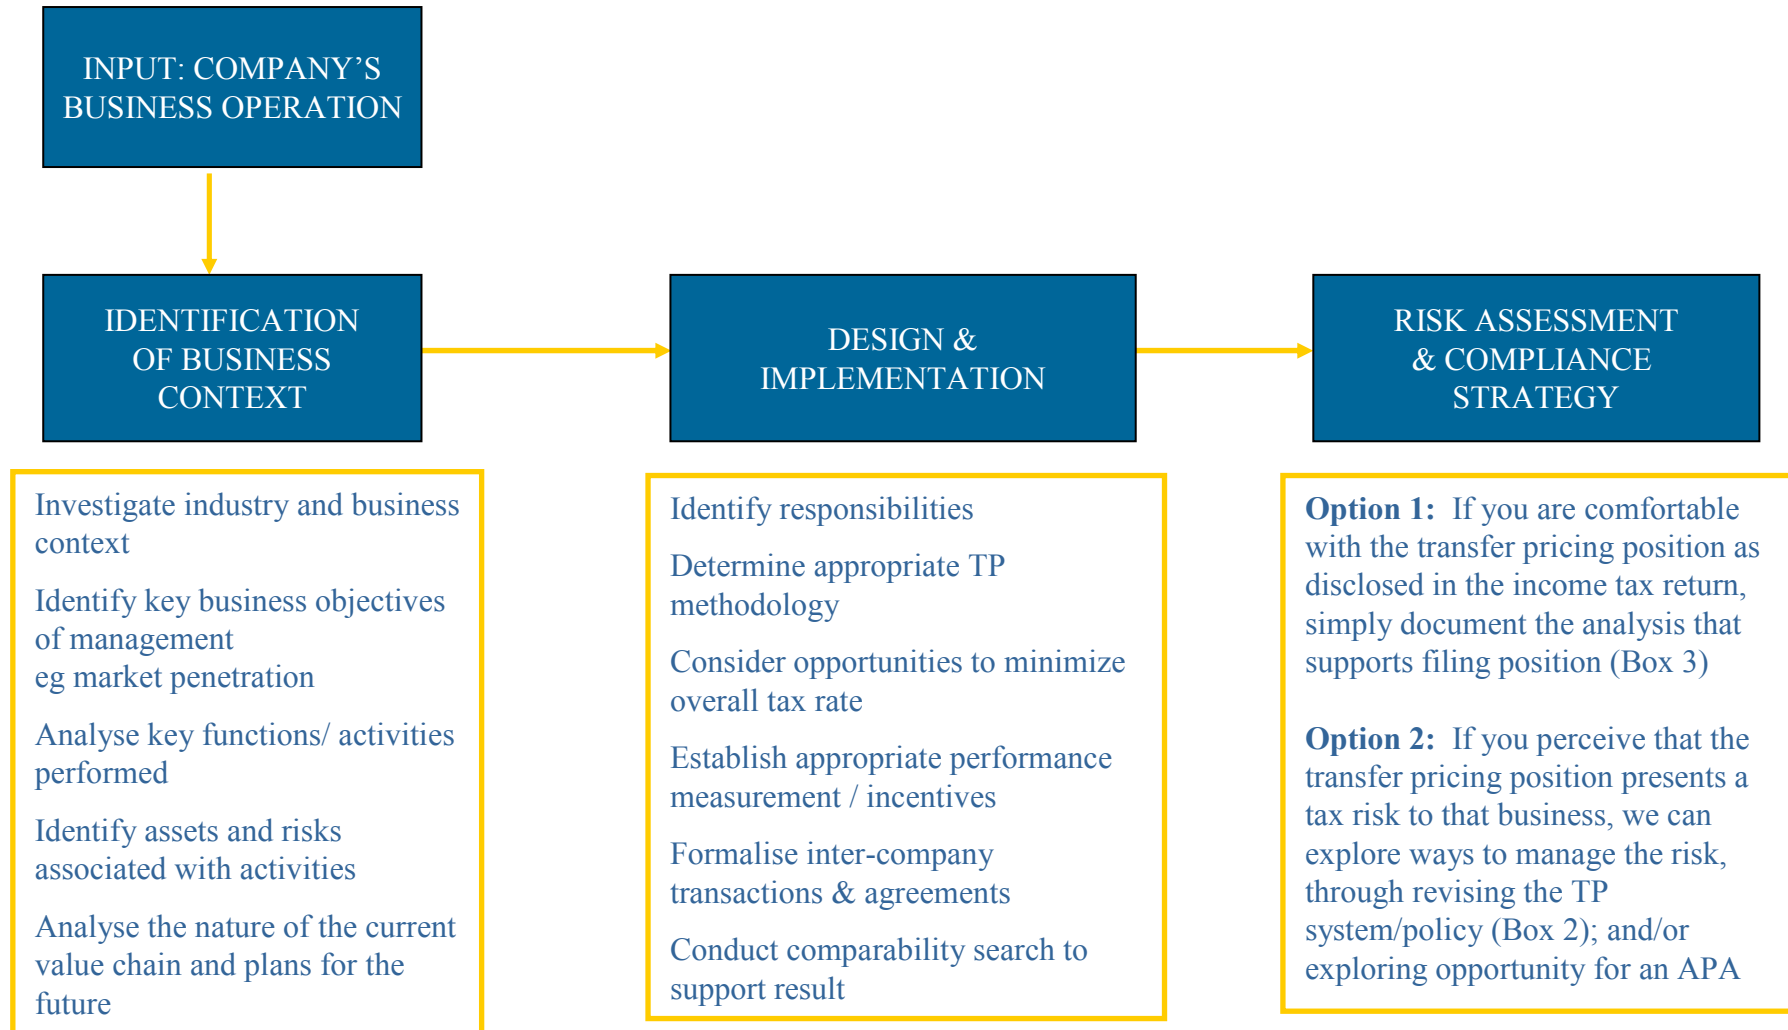 INPUT: COMPANY’S
BUSINESS OPERATION
IDENTIFICATION
OF BUSINESS
CONTEXT
DESIGN &
IMPLEMENTATION
RISK ASSESSMENT
& COMPLIANCE
STRATEGY
Investigate industry and business
context
Identify key business objectives
of management
eg market penetration
Analyse key functions/ activities
performed
Identify assets and risks
associated with activities
Analyse the nature of the current
value chain and plans for the
future
Identify responsibilities
Determine appropriate TP
methodology
Consider opportunities to minimize
overall tax rate
Establish appropriate performance
measurement / incentives
Formalise inter-company
transactions & agreements
Conduct comparability search to
support result
Option 1: If you are comfortable
with the transfer pricing position as
disclosed in the income tax return,
simply document the analysis that
supports filing position (Box 3)
Option 2: If you perceive that the
transfer pricing position presents a
tax risk to that business, we can
explore ways to manage the risk,
through revising the TP
system/policy (Box 2); and/or
exploring opportunity for an APA